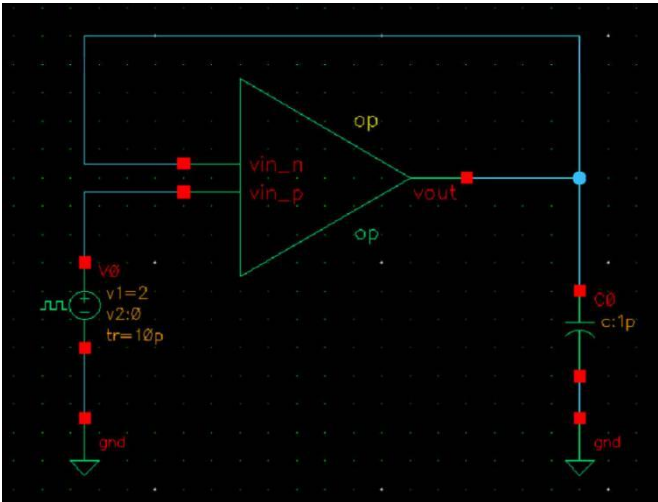 op
vin_n
vin_p
vout
op
V0
v1=2
v2:0
tr=10p
C0
c:1p
gnd
gnd